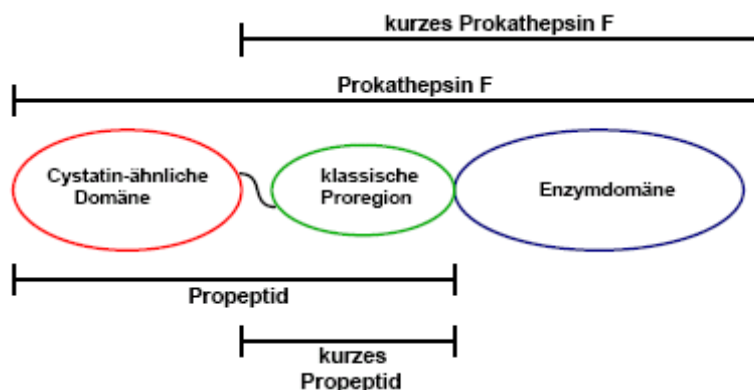 kurzes Prokathepsin F
Prokathepsin F
Cystatin-ähnliche
Domäne
klassische
Proregion
Enzymdomäne
Propeptid
kurzes
Propeptid